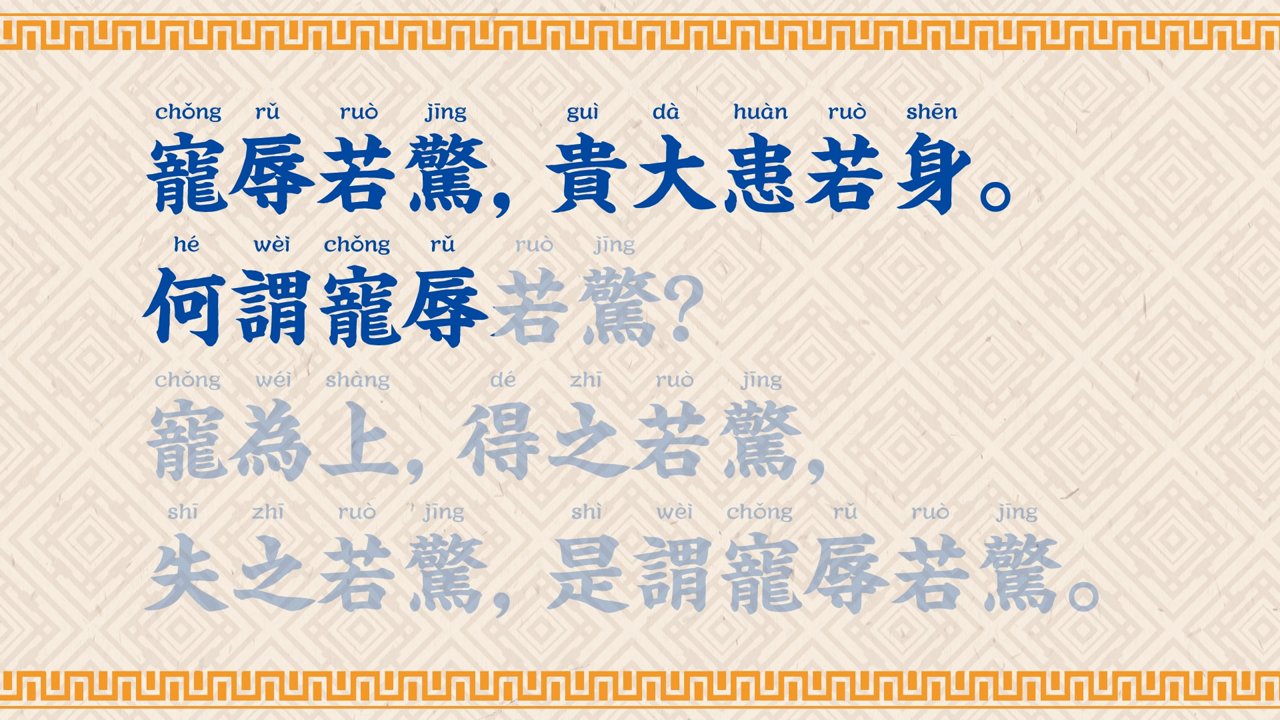 chǒng rǔ ruò jīng guì dà huàn ruò shēn
寵辱若驚，貴大患若身。
hé wèi chǒng rǔ ruò jīng
何謂寵辱若驚？
chǒng wéi shàng dé zhī ruò jīng
寵為上，得之若驚，
shī zhī ruò jīng shì wèi chǒng rǔ ruò jīng
失之若驚，是謂寵辱若驚。